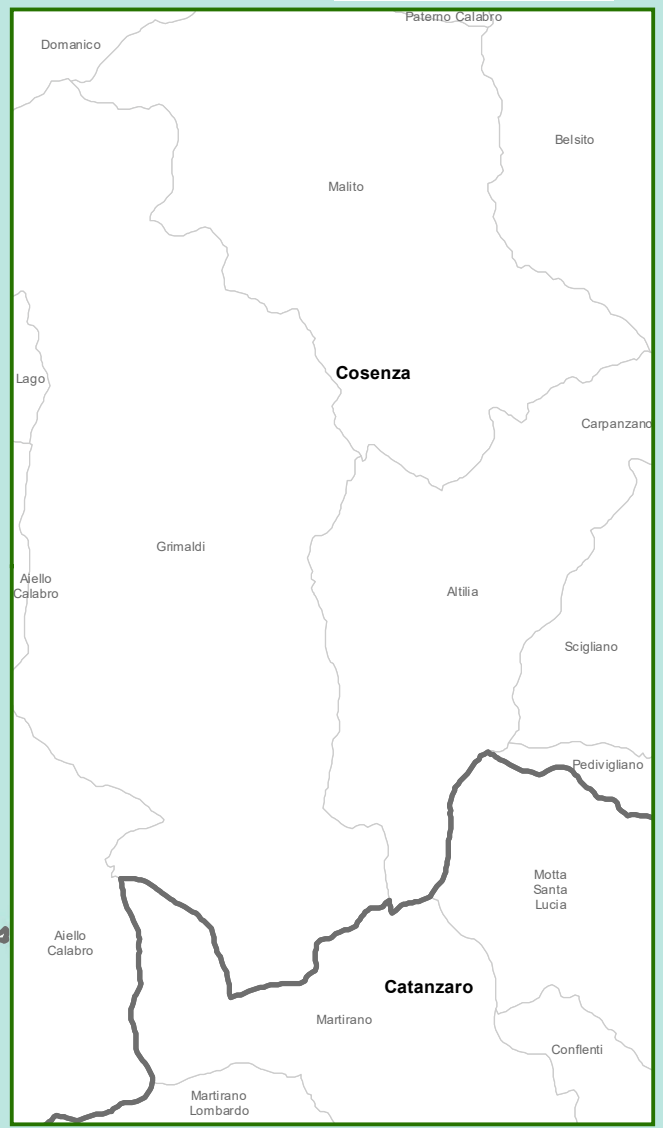 Paterno Calabro
Domanico
Belsito
Malito
Cosenza
Lago
Carpanzano
Grimaldi
Aiello
Calabro
Altilia
Scigliano
Pedivigliano
Motta
Santa
Lucia
Aiello
Calabro
Catanzaro
Martirano
Conflenti
Martirano
Lombardo